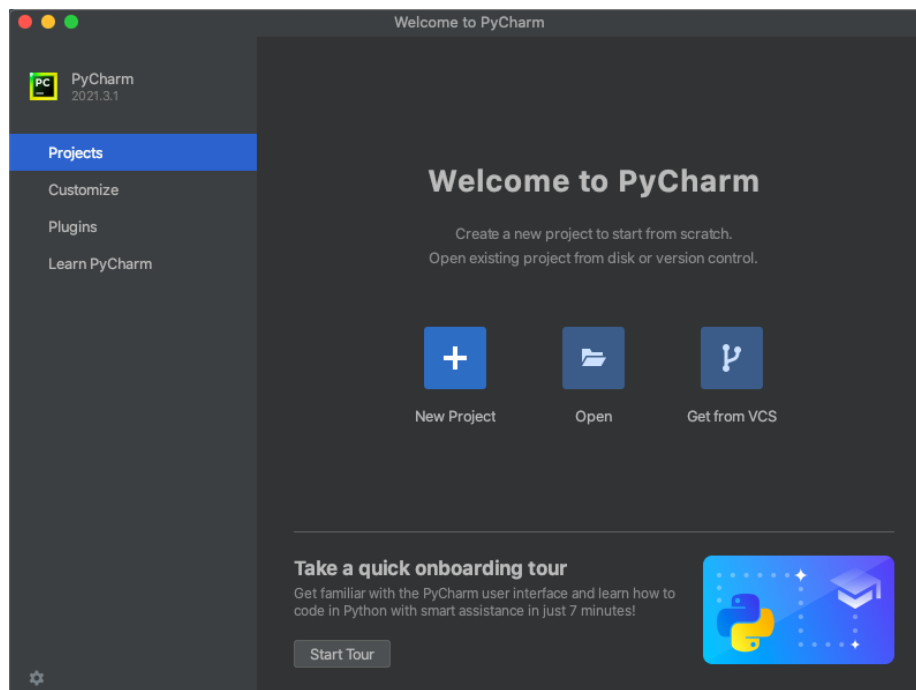 Welcome to PyCharm
PC
PyCharm
2021.3.1
Projects
Customize
Plugins
Learn PyCharm
Welcome to PyCharm
Create a new project to start from scratch.
Open existing project from disk or version control.
New Project
Open
Get from VCS
Take a quick onboarding tour
Get familiar with the PyCharm user interface and learn how to
code in Python with smart assistance in just 7 minutes!
Start Tour